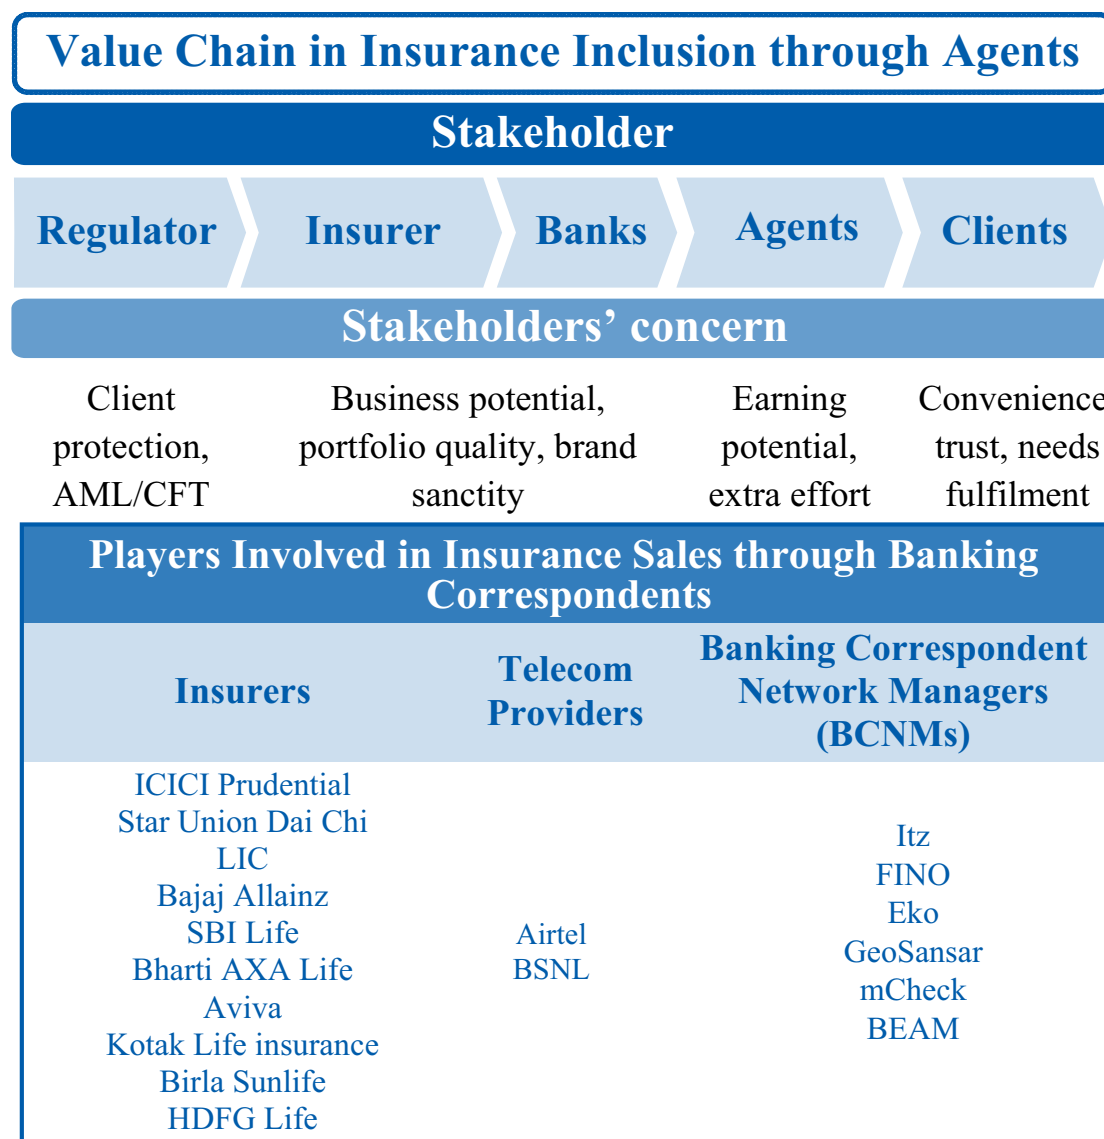 Value Chain in Insurance Inclusion through Agents
Stakeholder
Regulator
Insurer
Banks
Agents
Clients
Stakeholders’ concern
Client
protection,
AML/CFT
Business potential,
portfolio quality, brand
sanctity
Earning
potential,
extra effort
Convenience
trust, needs
fulfilment
Players Involved in Insurance Sales through Banking
Correspondents
Insurers
Telecom
Providers
Banking Correspondent
Network Managers
(BCNMs)
ICICI Prudential
Star Union Dai Chi
LIC
Bajaj Allainz
SBI Life
Bharti AXA Life
Aviva
Kotak Life insurance
Birla Sunlife
HDFG Life
Airtel
BSNL
Itz
FINO
Eko
GeoSansar
mCheck
BEAM